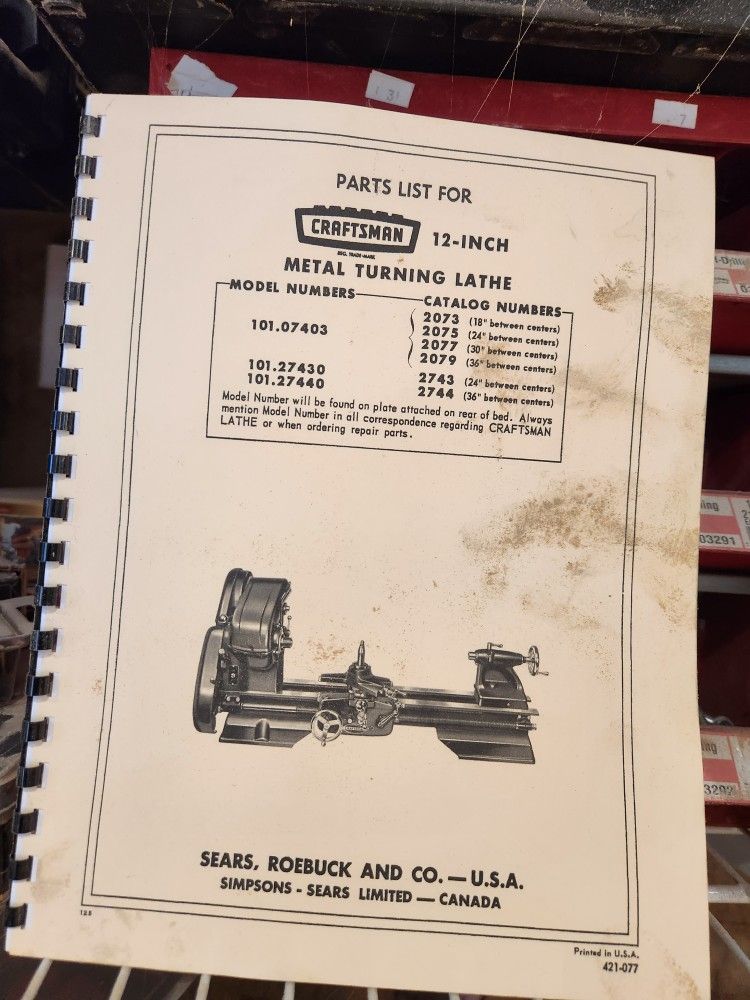 31
7
PARTS LIST FOR
CRAFTSMAN 12-INCH
REG. TRADE-MARK
METAL TURNING LATHE
MODEL NUMBERS CATALOG NUMBERS
101.07403
2073 (18" between centers)
2075 (24" between centers)
2077 (30" between centers)
2079 (36" between centers)
101.27430 2743 (24" between centers)
101.27440 2744 (36" between centers)
Model Number will be found on plate attached on rear of bed. Always
mention Model Number in all correspondence regarding CRAFTSMAN
LATHE or when ordering repair parts.
SEARS, ROEBUCK AND CO. — U.S.A.
SIMPSONS - SEARS LIMITED — CANADA
Printed in U.S.A.
421-077
03291
3292